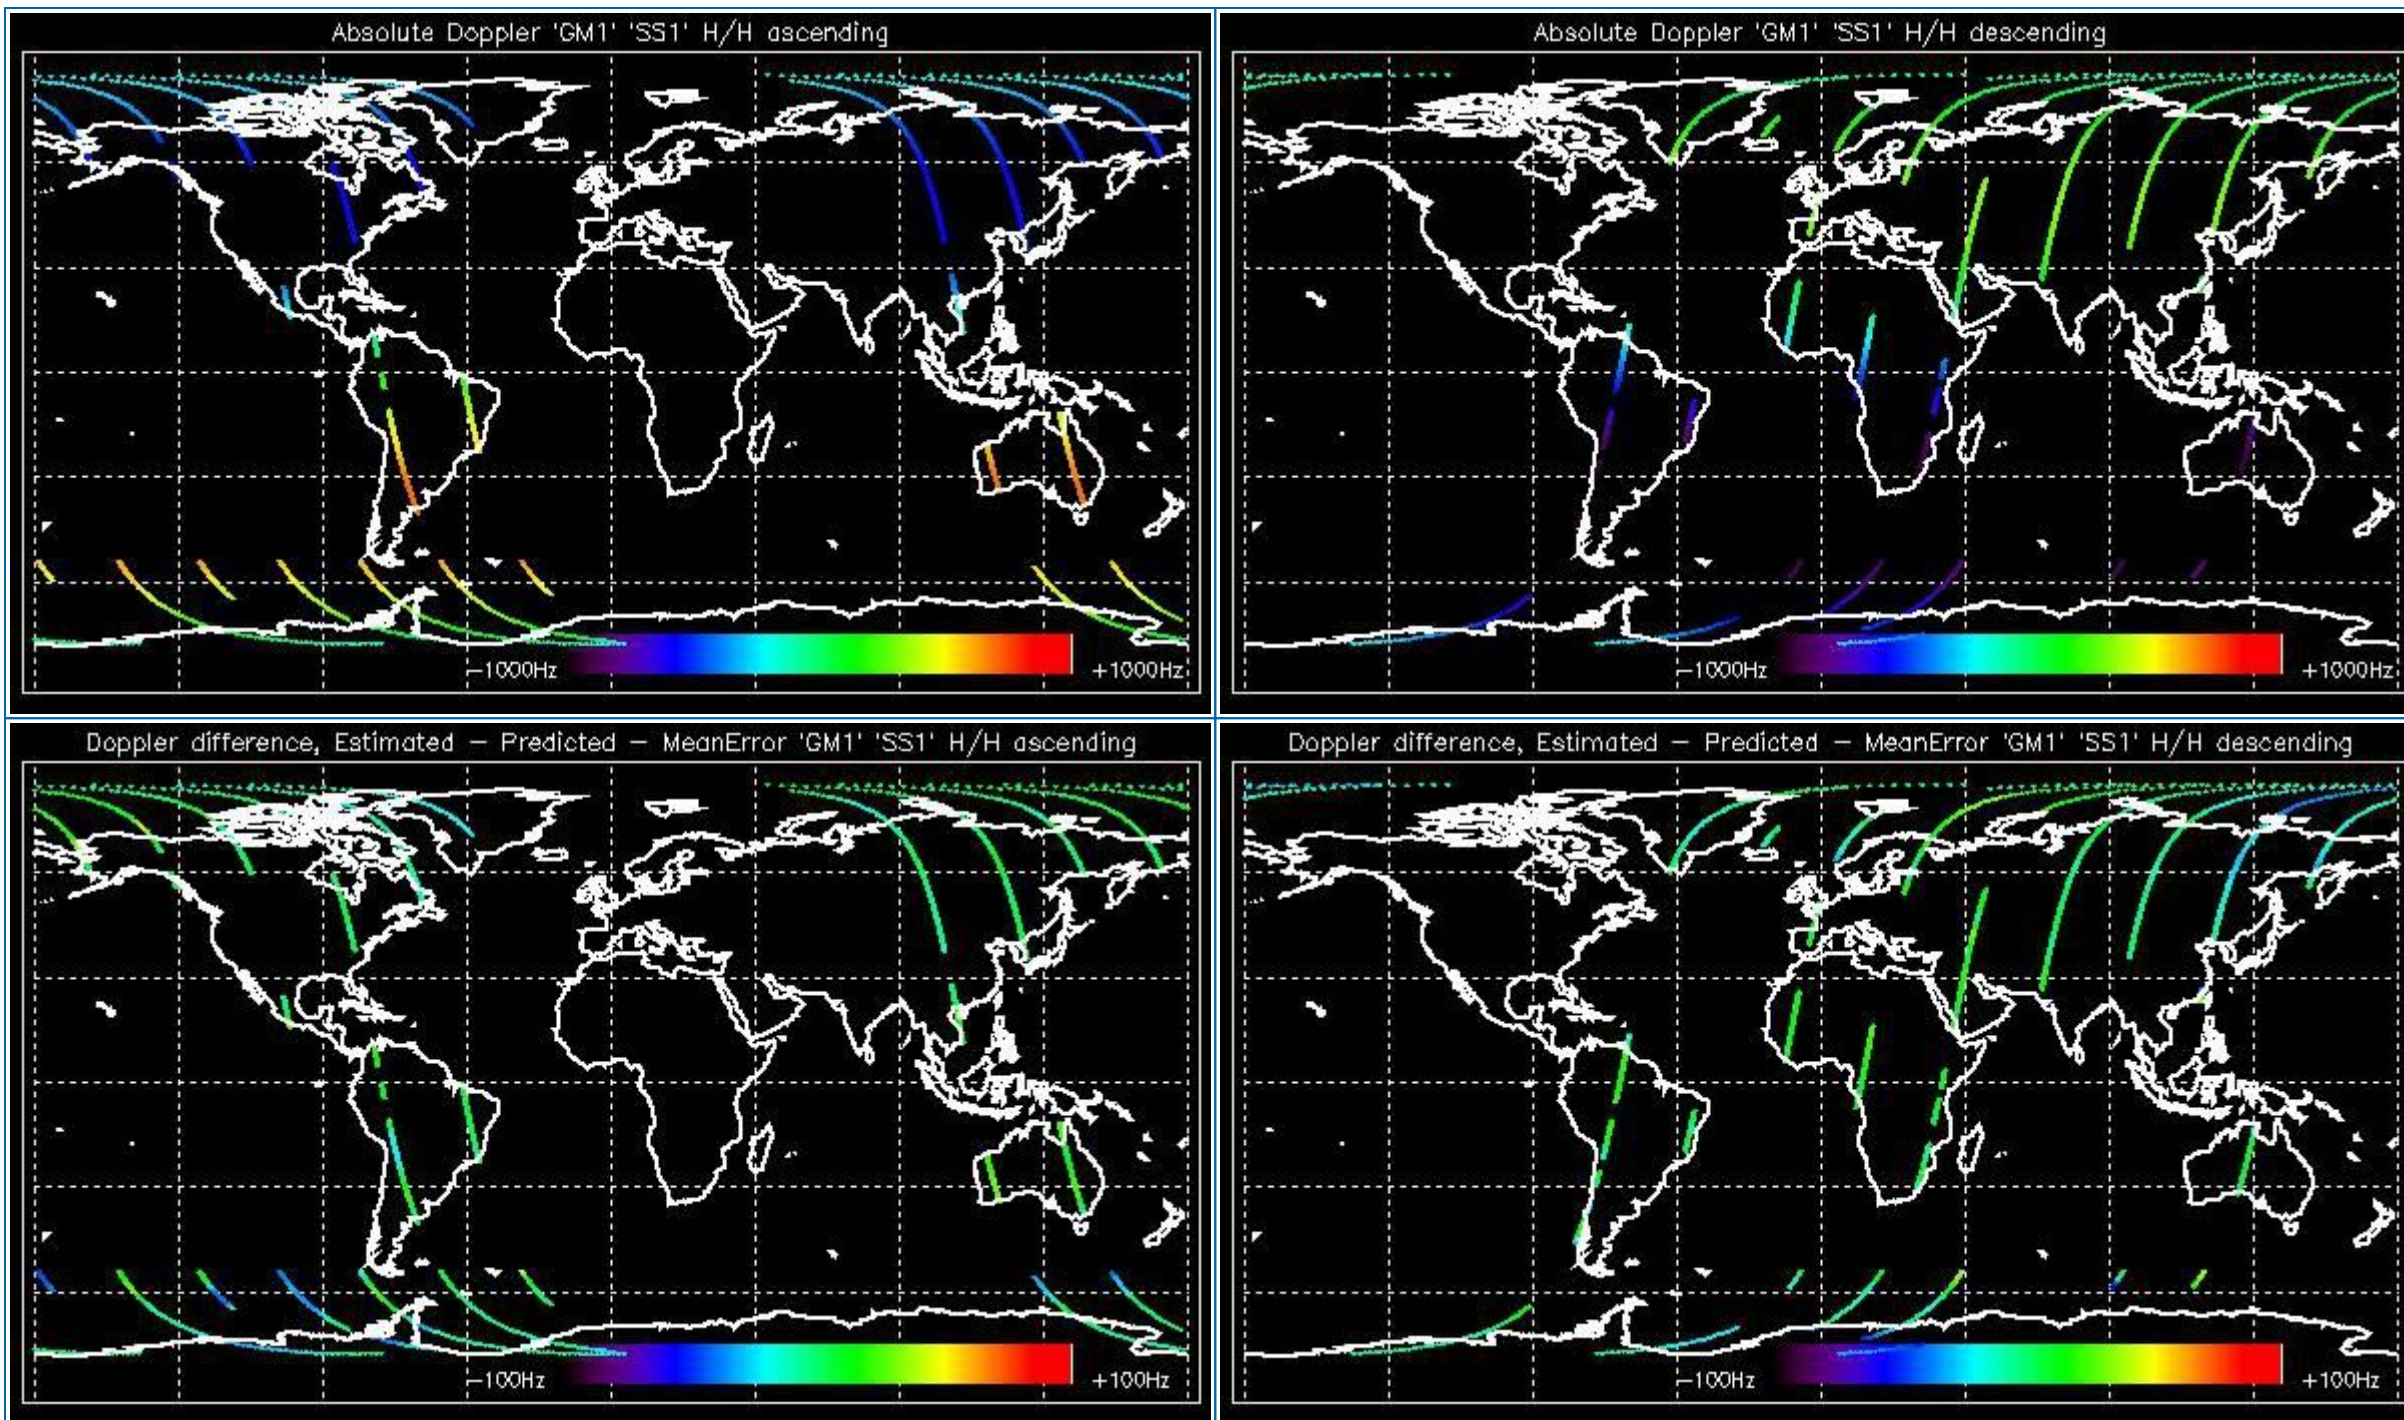 Absolute Doppler 'GM1' 'SS1' H/H ascending
-1000Hz
+1000Hz
Absolute Doppler 'GM1' 'SS1' H/H descending
-1000Hz
+1000Hz
Doppler difference, Estimated - Predicted - MeanError 'GM1' 'SS1' H/H ascending
-100Hz
+100Hz
Doppler difference, Estimated - Predicted - MeanError 'GM1' 'SS1' H/H descending
-100Hz
+100Hz